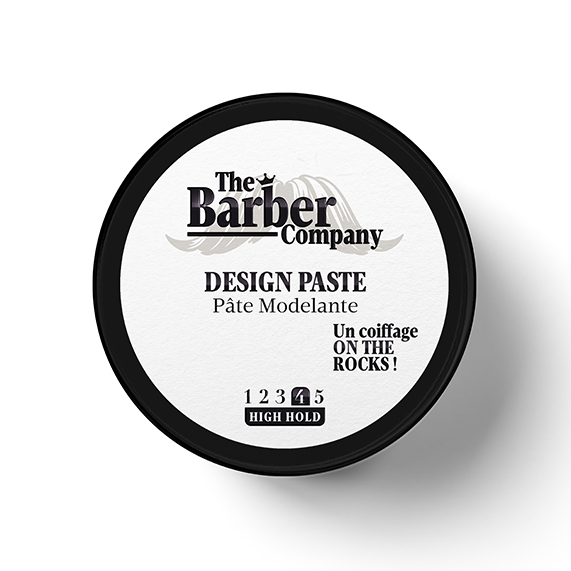 The
Barber
Company
DESIGN PASTE
Pâte Modelante
Un coiffage
ON THE
ROCKS !
1 2 3 4 5
HIGH HOLD